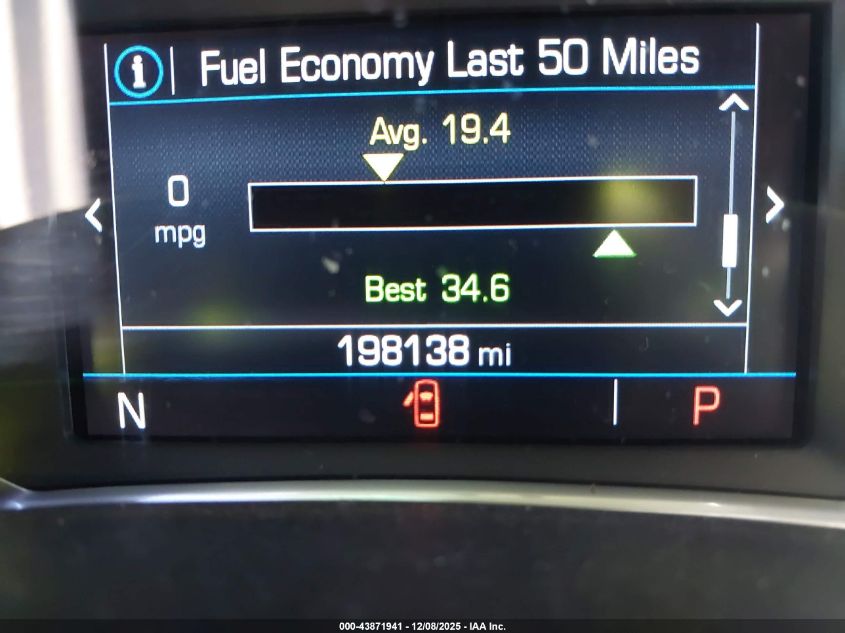 Fuel Economy Last 50 Miles
Avg. 19.4
0
mpg
Best 34.6
198138 mi
N P
000-43871941 - 12/08/2025 - IAA Inc.